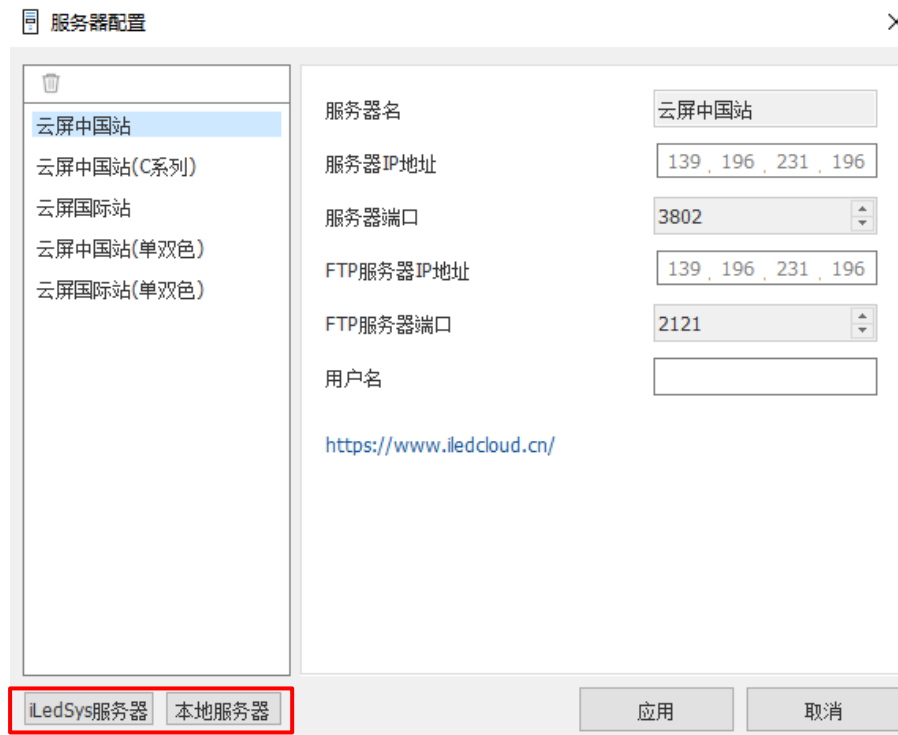 服务器配置
云屏中国站
云屏中国站(C系列)
云屏国际站
云屏中国站(单双色)
云屏国际站(单双色)
服务器名 云屏中国站
服务器IP地址 139 . 196 . 231 . 196
服务器端口 3802
FTP服务器IP地址 139 . 196 . 231 . 196
FTP服务器端口 2121
用户名
https://www.iledcloud.cn/
iLedSys服务器 本地服务器 应用 取消